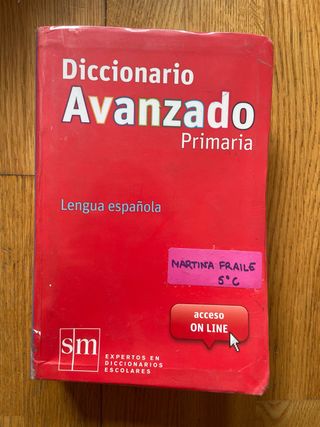 Diccionario
Avanzado
Primaria
Lengua española
MARTINA FRAILE
5°C
acceso
ON LINE
sm
EXPERTOS EN
DICCIONARIOS
ESCOLARES